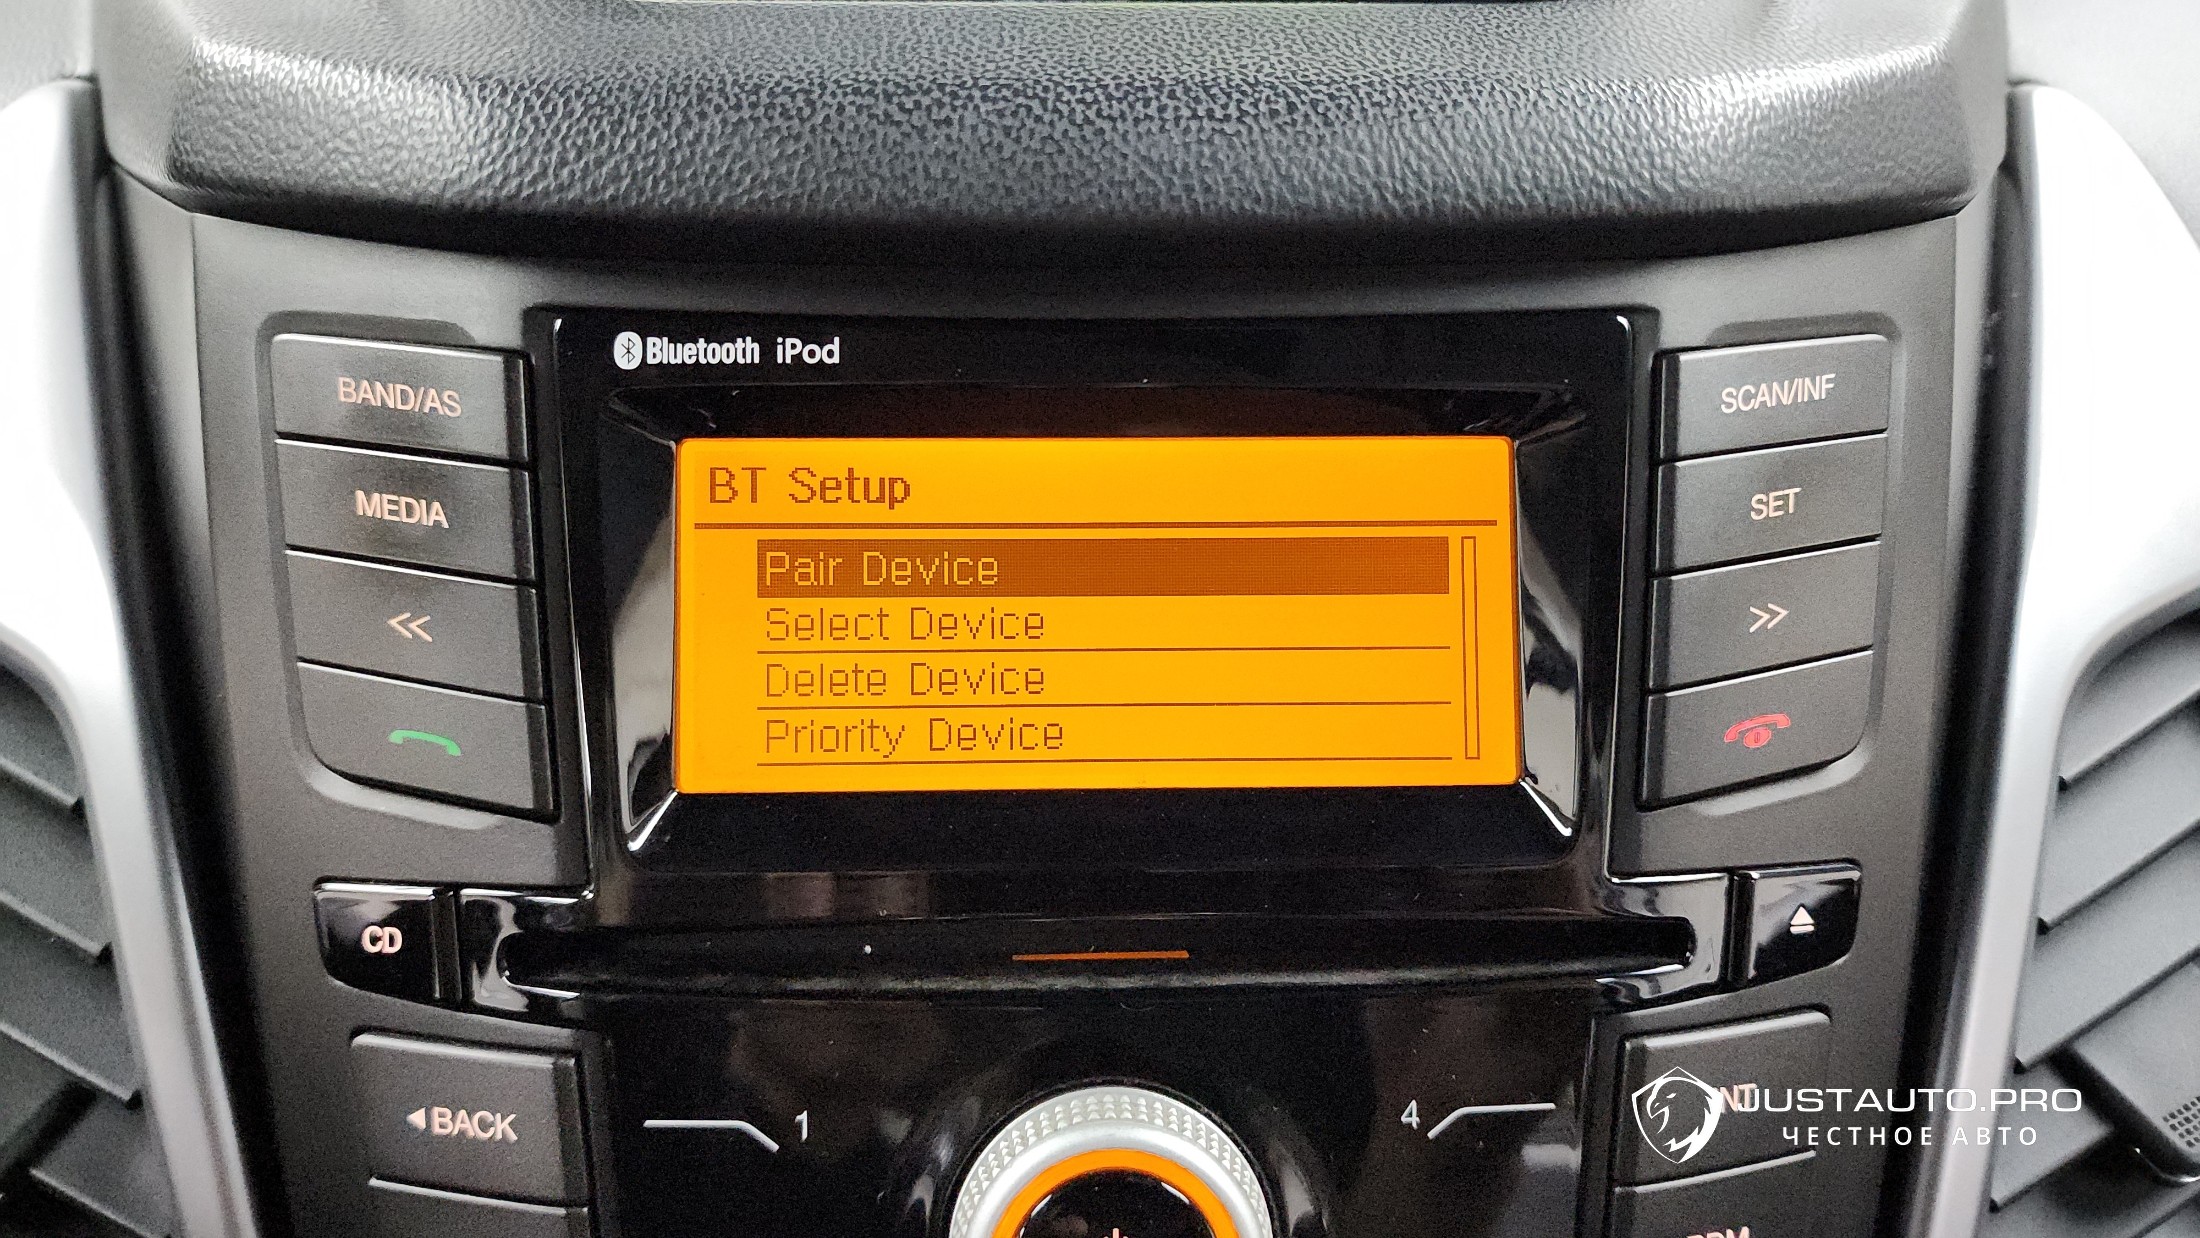 Bluetooth iPod
BAND/AS
SCAN/INF
BT Setup
MEDIA
SET
Pair Device
Select Device
Delete Device
Priority Device
CD
BACK
1
4
JUSTAUTO.PRO
ЧЕСТНОЕ АВТО